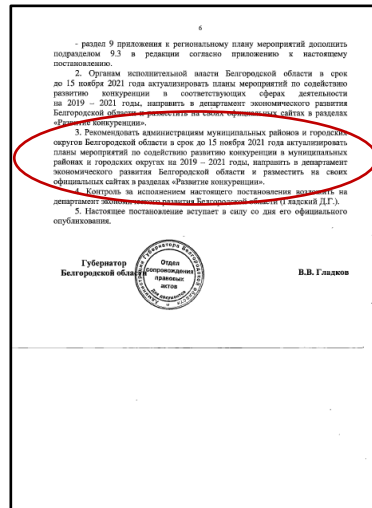 6
- раздел 9 приложения к региональному плану мероприятий дополнить
подразделом 9.3 в редакции согласно приложению к настоящему
постановлению.
2. Органам исполнительной власти Белгородской области в срок
до 15 ноября 2021 года актуализировать планы мероприятий по содействию
развитию конкуренции в соответствующих сферах деятельности
на 2019 – 2021 годы, направить в департамент экономического развития
Белгородской области и разместить на своих официальных сайтах в разделах
«Развитие конкуренции».
3. Рекомендовать администрациям муниципальных районов и городских
округов Белгородской области в срок до 15 ноября 2021 года актуализировать
планы мероприятий по содействию развитию конкуренции в муниципальных
районах и городских округах на 2019 – 2021 годы, направить в департамент
экономического развития Белгородской области и разместить на своих
официальных сайтах в разделах «Развитие конкуренции».
4. Контроль за исполнением настоящего постановления возложить на
департамент экономического развития Белгородской области (Гладский Д.Г.).
5. Настоящее постановление вступает в силу со дня его официального
опубликования.
Губернатор
Белгородской области
В.В. Гладков
Отдел
сопровождения
правовых
актов
Для документов